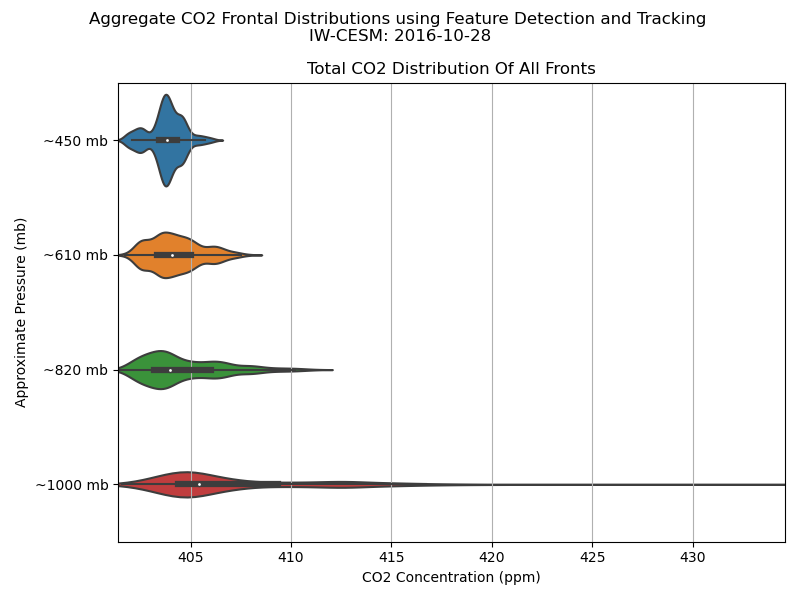 Aggregate CO2 Frontal Distributions using Feature Detection and Tracking
IW-CESM: 2016-10-28
Total CO2 Distribution Of All Fronts
Approximate Pressure (mb)
~450 mb
~610 mb
~820 mb
~1000 mb
405 410 415 420 425 430
CO2 Concentration (ppm)